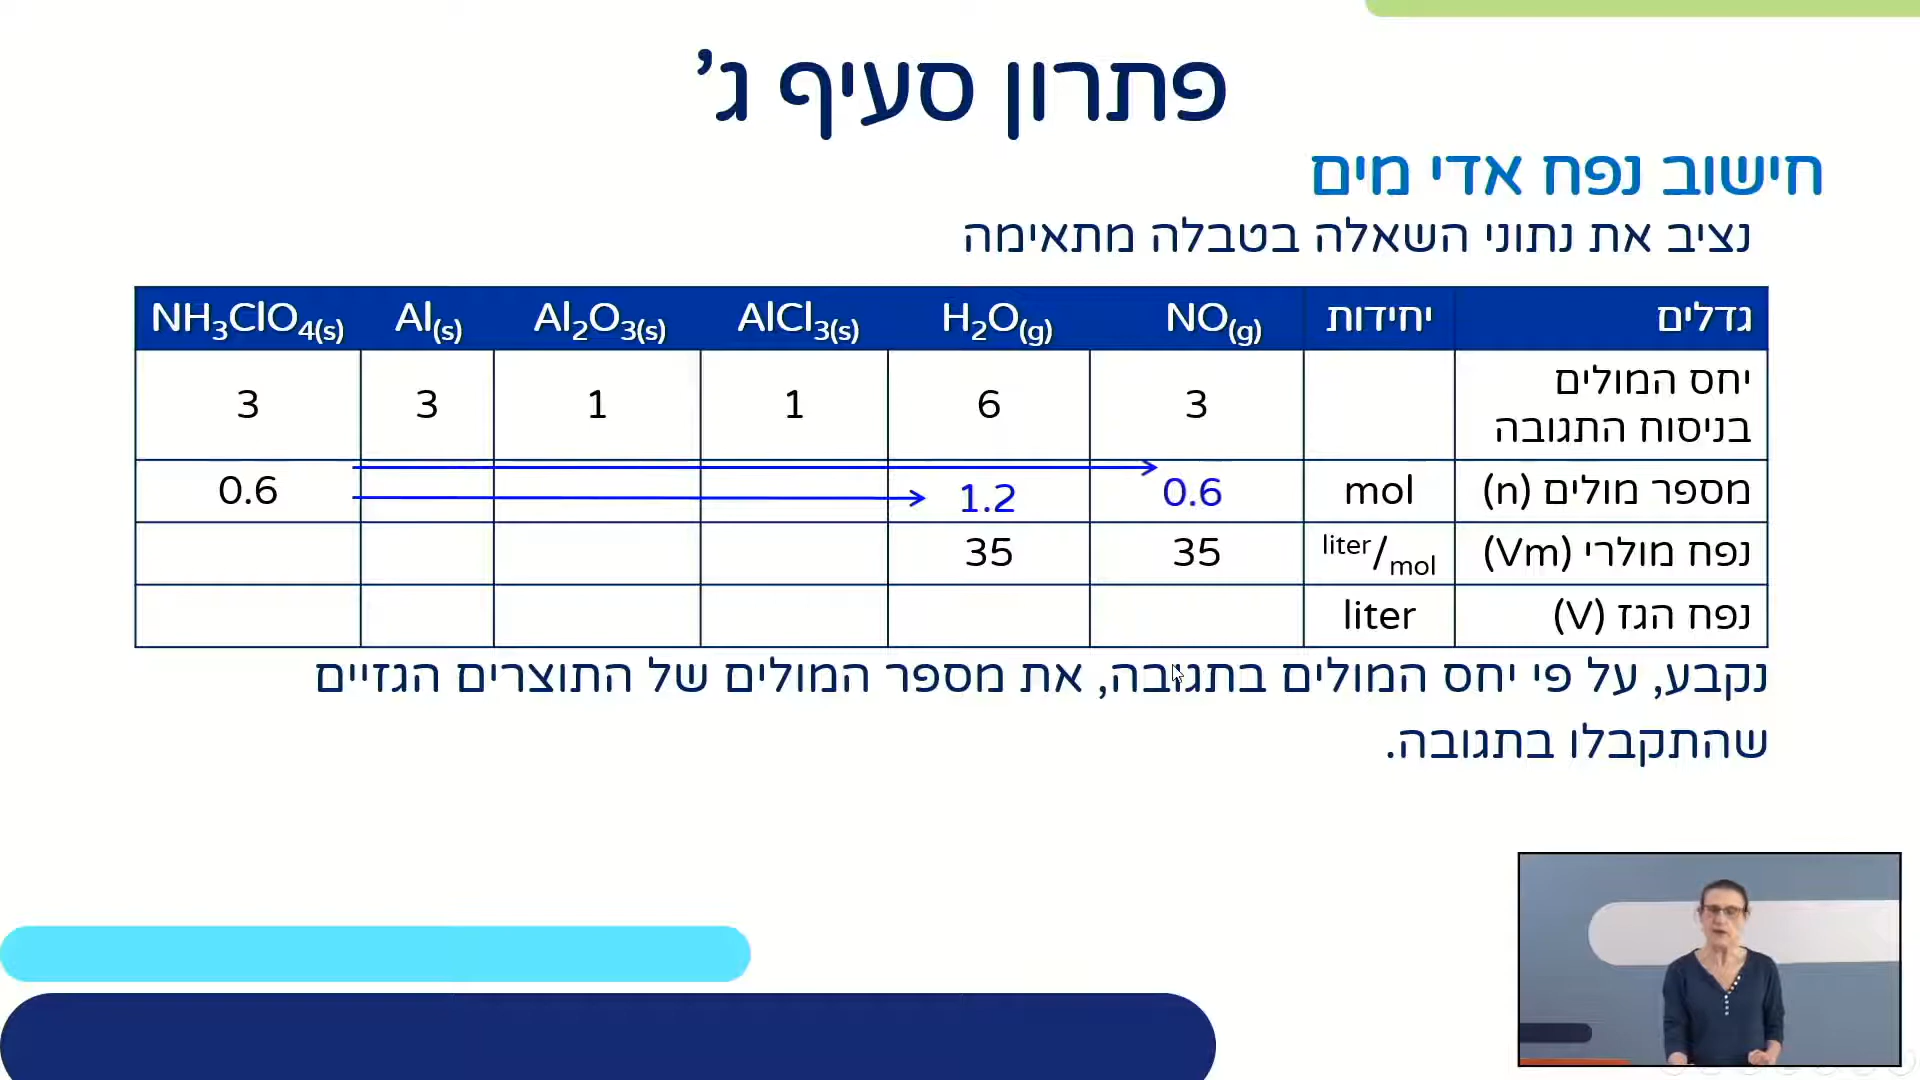 פתרון סעיף ג'
חישוב נפח אדי מים
נציב את נתוני השאלה בטבלה מתאימה
גדלים יחידות NO(g) H₂O(g) AlCl₃(s) Al₂O₃(s) Al(s) NH₃ClO₄(s)
יחס המולים
בניסוח התגובה 3 6 1 1 3 3
מספר מולים (n) mol 0.6 1.2 0.6
נפח מולרי (Vm) liter/mol 35 35
נפח הגז (V) liter
נקבע, על פי יחס המולים בתגובה, את מספר המולים של התוצרים הגזיים
שהתקבלו בתגובה.